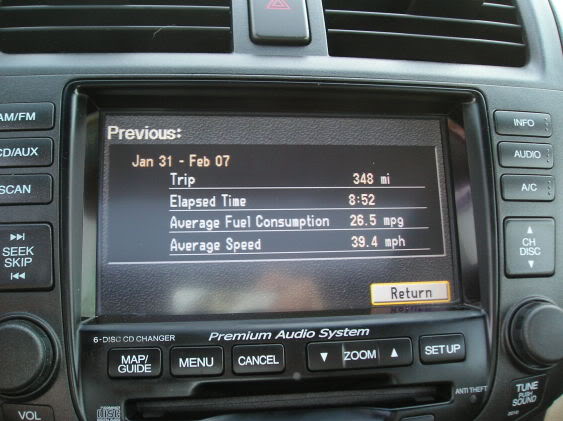 Previous:
Jan 31 - Feb 07
Trip 348 mi
Elapsed Time 8:52
Average Fuel Consumption 26.5 mpg
Average Speed 39.4 mph
Return
AM/FM
CD/AUX
SCAN
SEEK
SKIP
VOL
INFO
AUDIO
A/C
CH
DISC
TUNE
PUSH
SOUND
6-DISC CD CHANGER
Premium Audio System
MAP/
GUIDE
MENU
CANCEL
ZOOM
SET UP
ANTI THEFT
COMPACT
disc